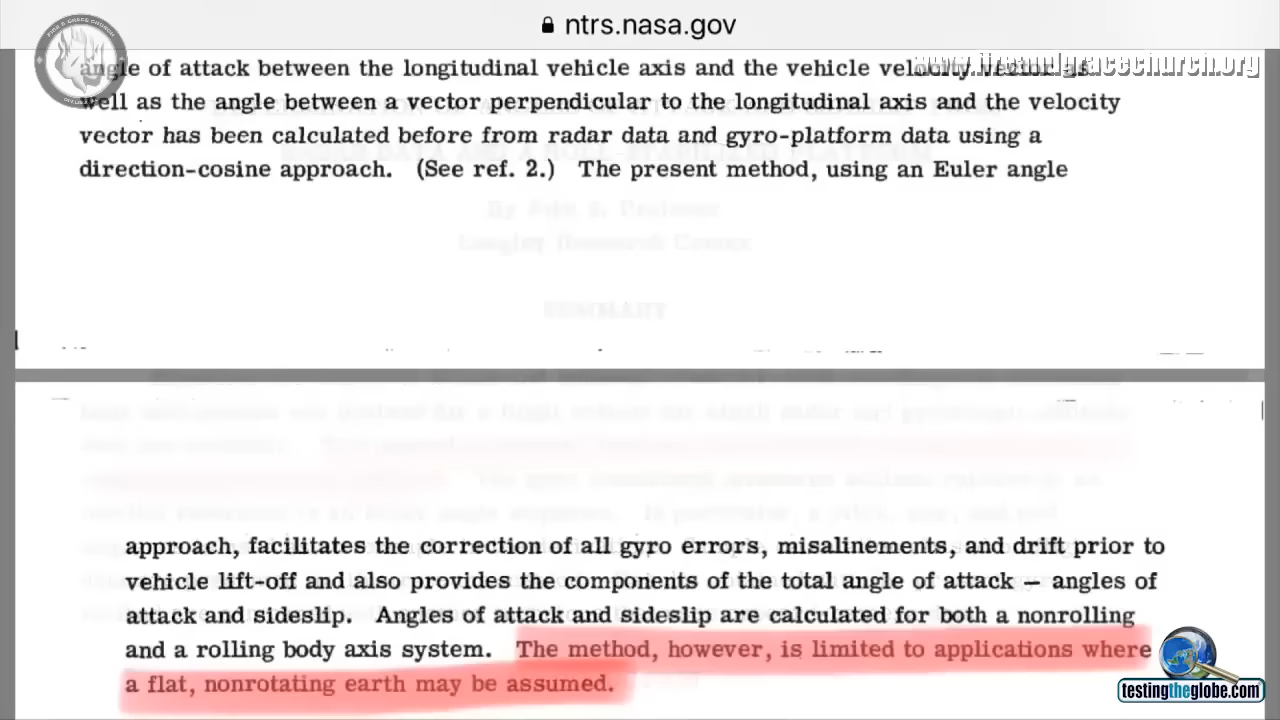 ntrs.nasa.gov
www.fireandgracechurch.org
angle of attack between the longitudinal vehicle axis and the vehicle velocity vector as
well as the angle between a vector perpendicular to the longitudinal axis and the velocity
vector has been calculated before from radar data and gyro-platform data using a
direction-cosine approach. (See ref. 2.) The present method, using an Euler angle
Langley Research Center
SUMMARY
approach, facilitates the correction of all gyro errors, misalinements, and drift prior to
vehicle lift-off and also provides the components of the total angle of attack – angles of
attack and sideslip. Angles of attack and sideslip are calculated for both a nonrolling
and a rolling body axis system. The method, however, is limited to applications where
a flat, nonrotating earth may be assumed.
testingtheglobe.com